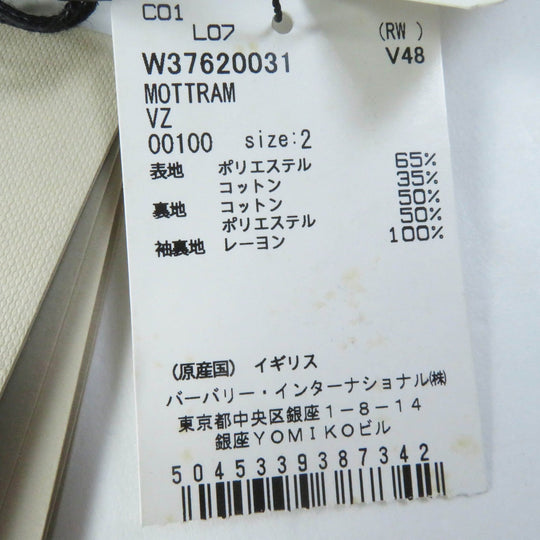 C01
L07 (RW )
W37620031 V48
MOTTRAM
VZ
00100 size:2
表地 ポリエステル 65%
コットン 35%
裏地 コットン 50%
ポリエステル 50%
袖裏地 レーヨン 100%
(原産国) イギリス
バーバリー・インターナショナル㈱
東京都中央区銀座1-8-14
銀座YOMIKOビル
5045339387342